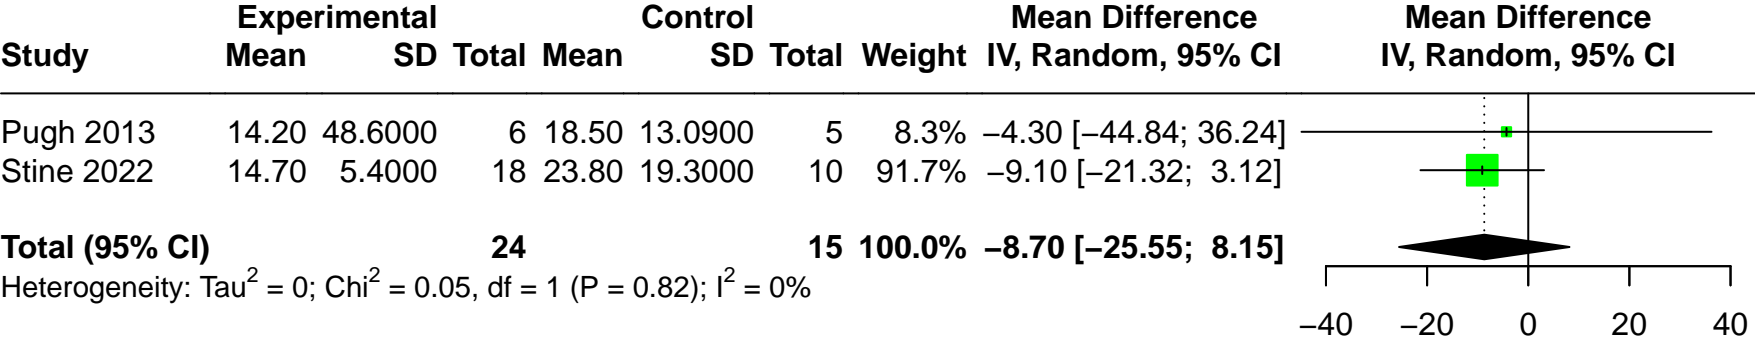 Experimental Control Mean Difference Mean Difference
Study Mean SD Total Mean SD Total Weight IV, Random, 95% CI IV, Random, 95% CI
Pugh 2013 14.20 48.6000 6 18.50 13.0900 5 8.3% −4.30 [−44.84; 36.24]
Stine 2022 14.70 5.4000 18 23.80 19.3000 10 91.7% −9.10 [−21.32; 3.12]
Total (95% CI) 24 15 100.0% −8.70 [−25.55; 8.15]
Heterogeneity: Tau² = 0; Chi² = 0.05, df = 1 (P = 0.82); I² = 0%
−40 −20 0 20 40